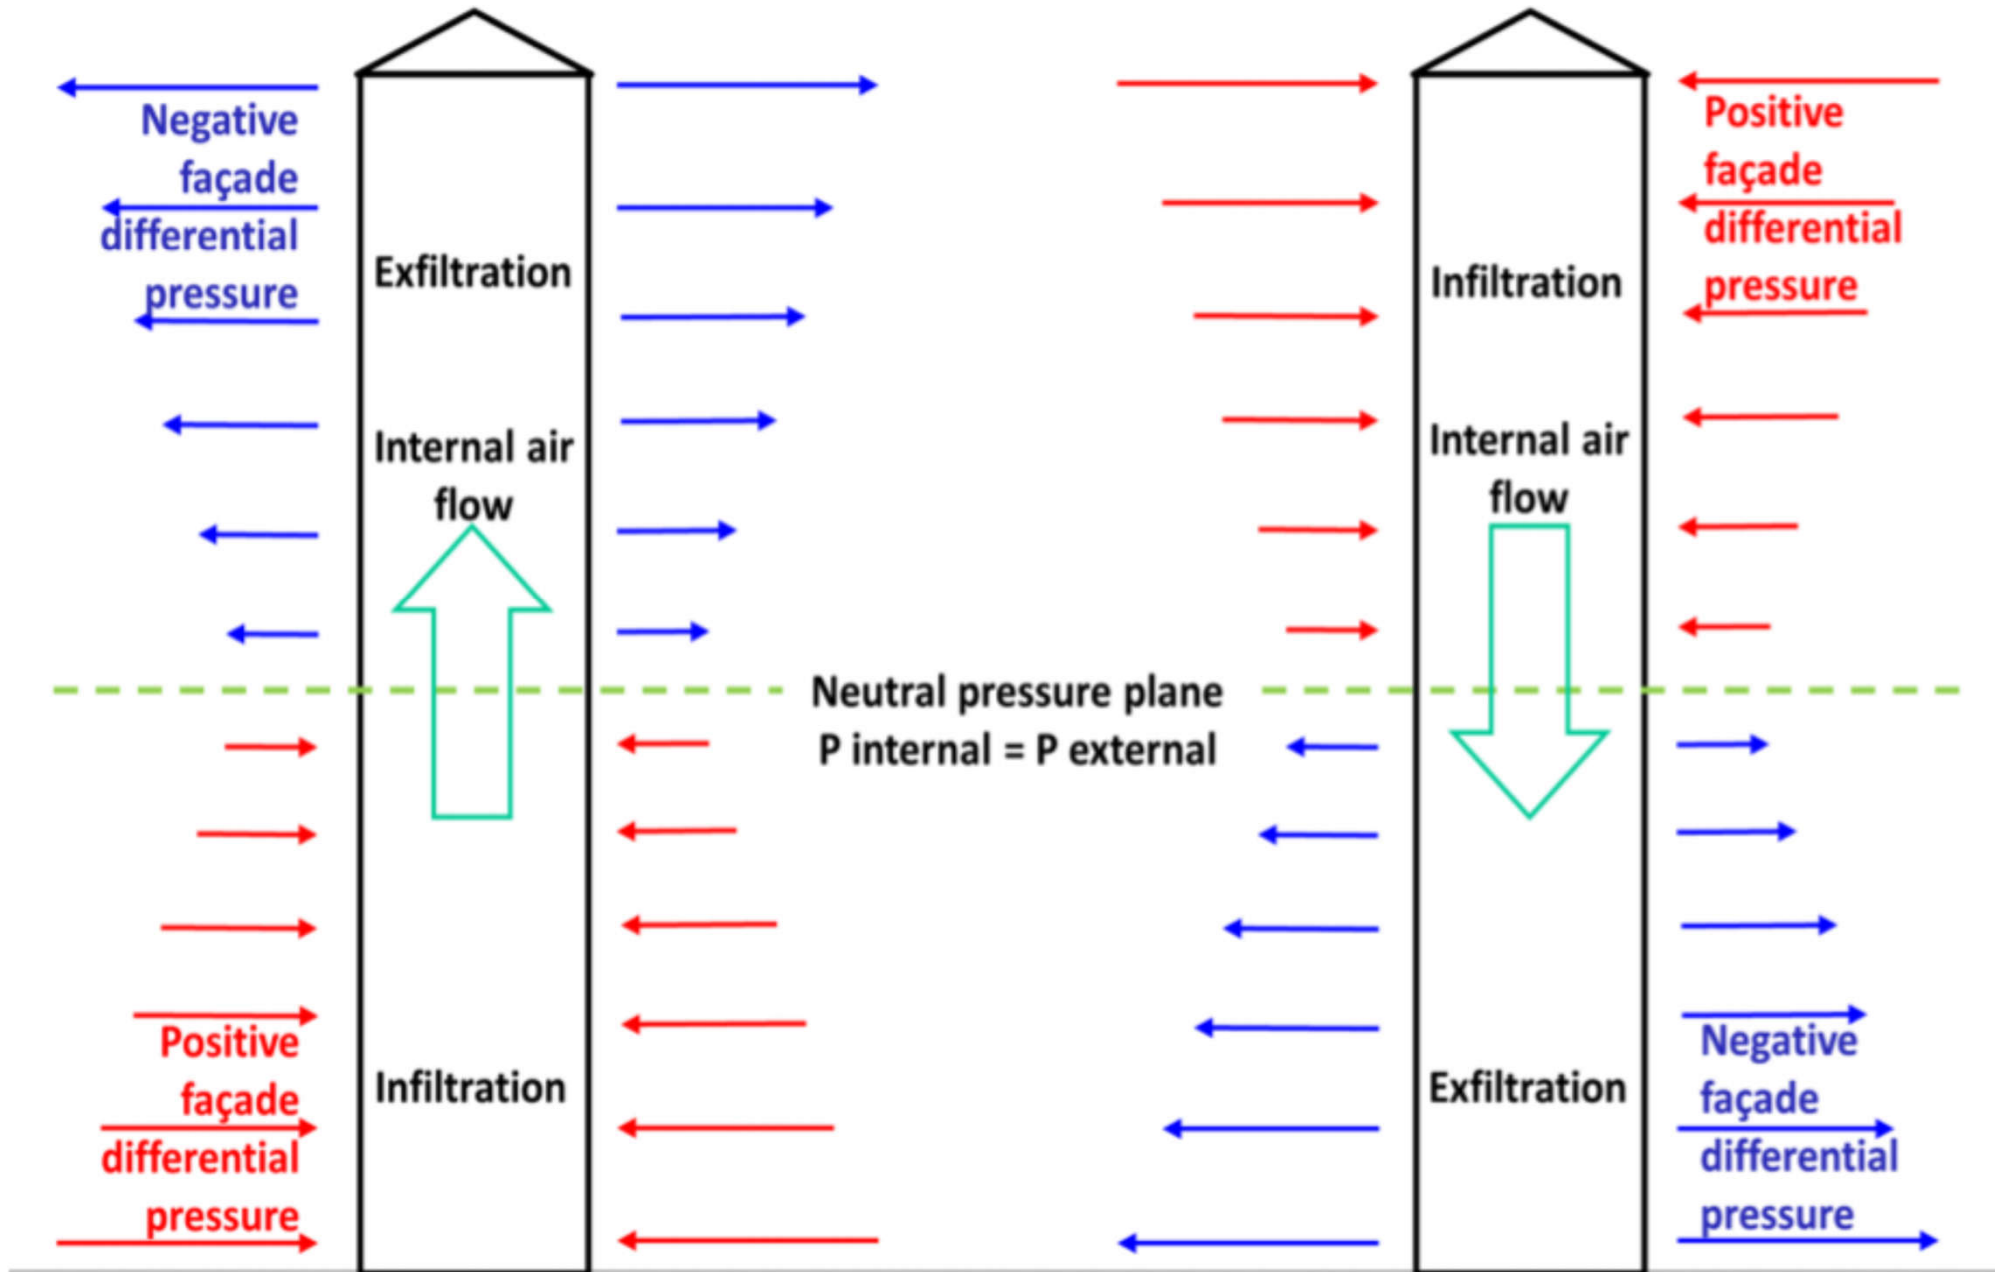 Negative
façade
differential
pressure
Exfiltration
Internal air
flow
Positive
façade
differential
pressure
Infiltration
Neutral pressure plane
P internal = P external
Positive
façade
differential
pressure
Infiltration
Internal air
flow
Exfiltration
Negative
façade
differential
pressure